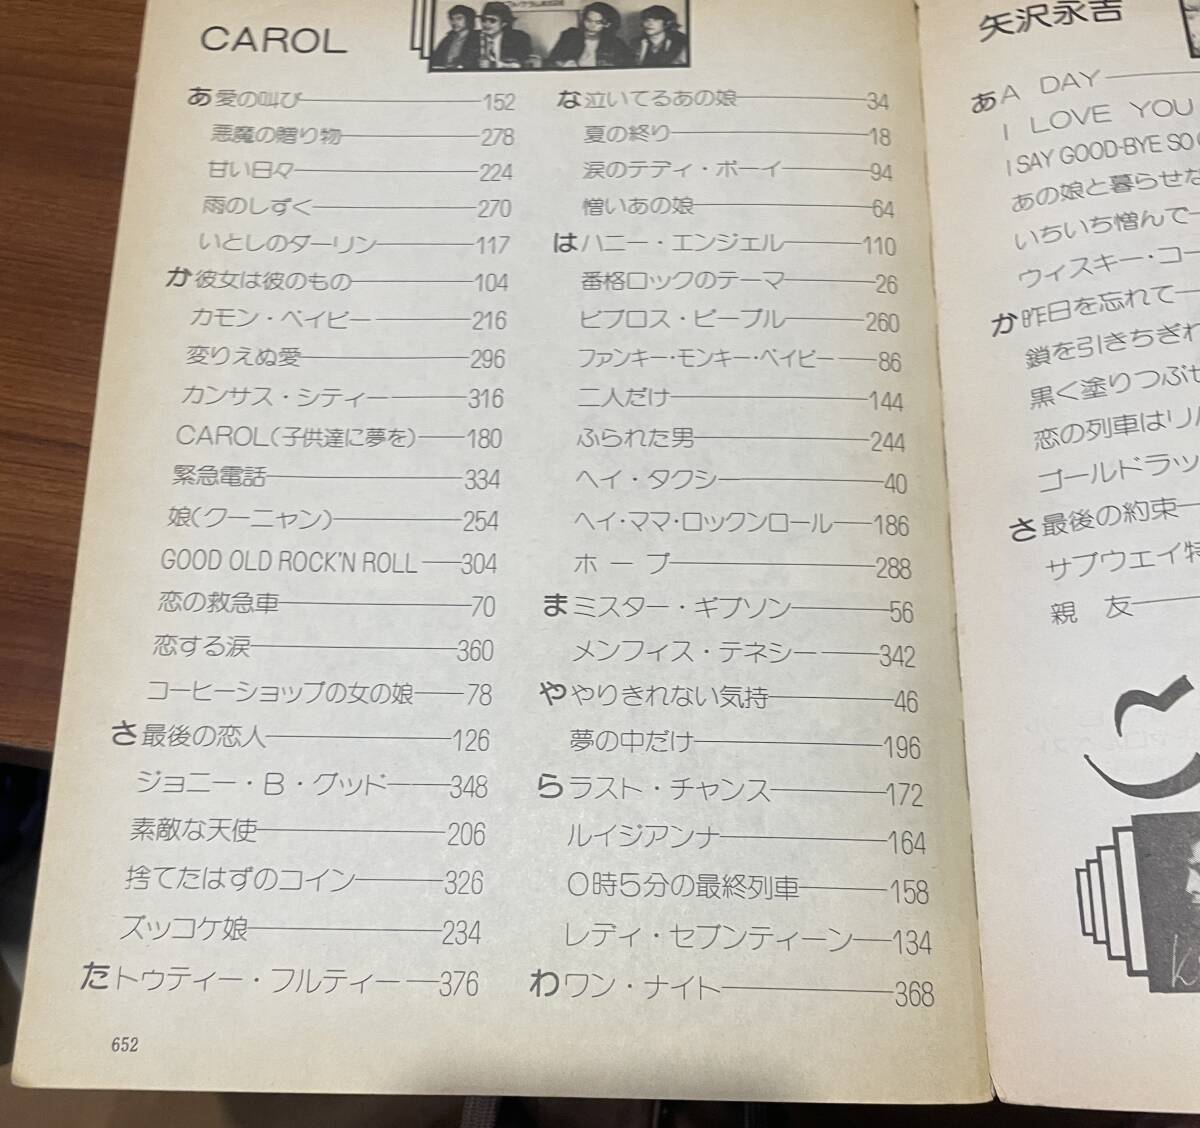 CAROL
あ愛の叫び 152
悪魔の贈り物 278
甘い日々 224
雨のしずく 270
いとしのダーリン 117
か彼女は彼のもの 104
カモン・ベイビー 216
変りえぬ愛 296
カンサス・シティー 316
CAROL(子供達に夢を) 180
緊急電話 334
娘(クーニャン) 254
GOOD OLD ROCK'N ROLL 304
恋の救急車 70
恋する涙 360
コーヒーショップの女の娘 78
さ最後の恋人 126
ジョニー・B・グッド 348
素敵な天使 206
捨てたはずのコイン 326
ズッコケ娘 234
たトゥティー・フルティー 376
な泣いてるあの娘 34
夏の終り 18
涙のテディ・ボーイ 94
憎いあの娘 64
はハニー・エンジェル 110
番格ロックのテーマ 26
ビブロス・ピープル 260
ファンキー・モンキー・ベイビー 86
二人だけ 144
ふられた男 244
ヘイ・タクシー 40
ヘイ・ママ・ロックンロール 186
ホープ 288
まミスター・ギブソン 56
メンフィス・テネシー 342
ややりきれない気持 46
夢の中だけ 196
らラスト・チャンス 172
ルイジアンナ 164
0時5分の最終列車 158
レディ・セブンティーン 134
わワン・ナイト 368
652
矢沢永吉
あA DAY
I LOVE YOU
I SAY GOOD-BYE SO
あの娘と暮らせな
いちいち憎んで
ウィスキー・コー
か昨日を忘れて
鎖を引きちぎれ
黒く塗りつぶせ
恋の列車はリバ
ゴールドラッ
さ最後の約束
サブウェイ特
親 友